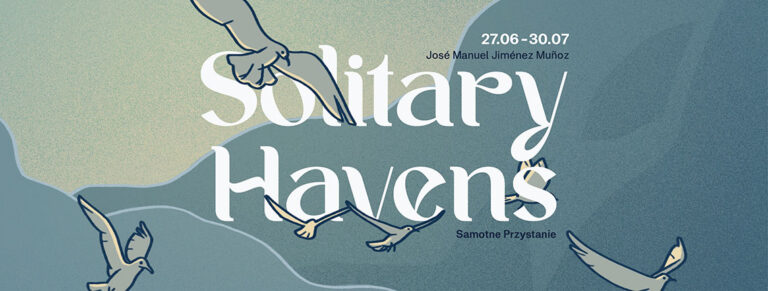 27.06 – 30.07
José Manuel Jiménez Muñoz
Solitary
Havens
Samotne Przystanie